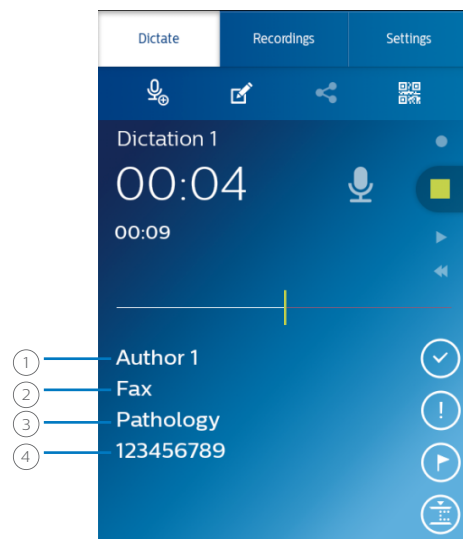 Dictate Recordings Settings
Dictation 1
00:04
00:09
1 Author 1
2 Fax
3 Pathology
4 123456789
!